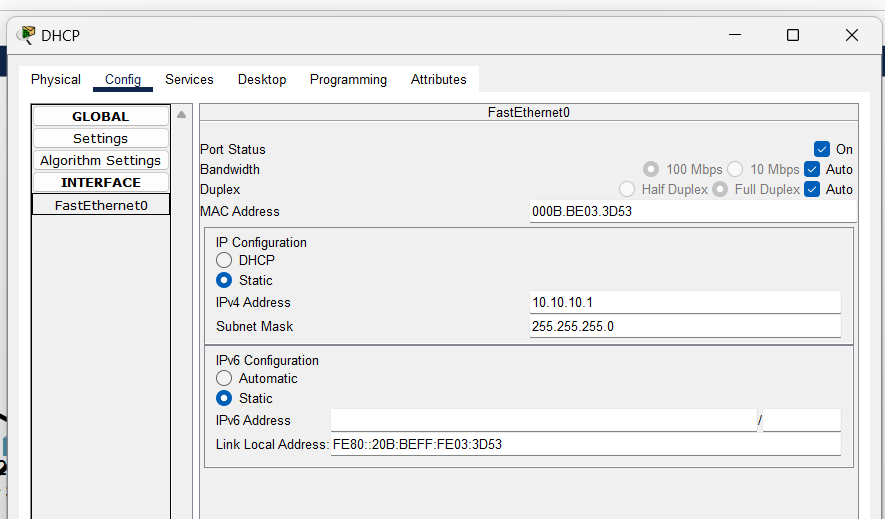 DHCP
Physical Config Services Desktop Programming Attributes
GLOBAL
Settings
Algorithm Settings
INTERFACE
FastEthernet0
FastEthernet0
Port Status On
Bandwidth 100 Mbps 10 Mbps Auto
Duplex Half Duplex Full Duplex Auto
MAC Address 000B.BE03.3D53
IP Configuration
DHCP
Static
IPv4 Address 10.10.10.1
Subnet Mask 255.255.255.0
IPv6 Configuration
Automatic
Static
IPv6 Address /
Link Local Address: FE80::20B:BEFF:FE03:3D53